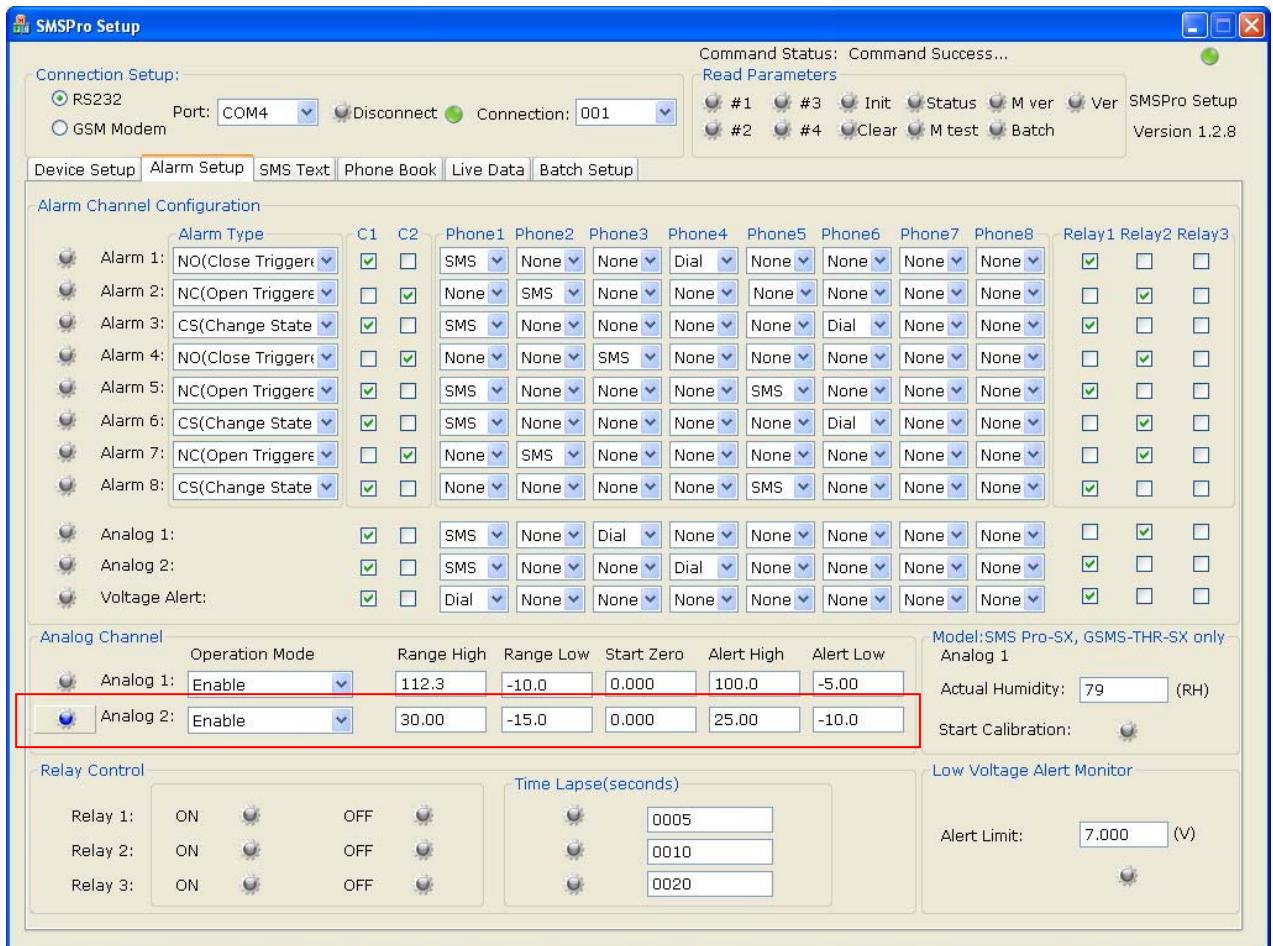 SMSPro Setup
Command Status: Command Success...
Connection Setup:
RS232
GSM Modem
Port: COM4 Disconnect Connection: 001
Read Parameters
#1 #3 Init Status M ver Ver
#2 #4 Clear M test Batch
SMSPro Setup
Version 1.2.8
Device Setup Alarm Setup SMS Text Phone Book Live Data Batch Setup
Alarm Channel Configuration
Alarm Type C1 C2 Phone1 Phone2 Phone3 Phone4 Phone5 Phone6 Phone7 Phone8 Relay1 Relay2 Relay3
Alarm 1: NO(Close Triggere SMS None None Dial None None None None
Alarm 2: NC(Open Triggere None SMS None None None None None None
Alarm 3: CS(Change State SMS None None None None Dial None None
Alarm 4: NO(Close Triggere None None SMS None None None None None
Alarm 5: NC(Open Triggere SMS None None None SMS None None None
Alarm 6: CS(Change State SMS None None None None Dial None None
Alarm 7: NC(Open Triggere None SMS None None None None None None
Alarm 8: CS(Change State None None None None SMS None None None
Analog 1: SMS None Dial None None None None None
Analog 2: SMS None None Dial None None None None
Voltage Alert: Dial None None None None None None None
Analog Channel
Operation Mode Range High Range Low Start Zero Alert High Alert Low
Analog 1: Enable 112.3 -10.0 0.000 100.0 -5.00
Analog 2: Enable 30.00 -15.0 0.000 25.00 -10.0
Model:SMS Pro-SX, GSMS-THR-SX only
Analog 1
Actual Humidity: 79 (RH)
Start Calibration:
Relay Control
Time Lapse(seconds)
Relay 1: ON OFF 0005
Relay 2: ON OFF 0010
Relay 3: ON OFF 0020
Low Voltage Alert Monitor
Alert Limit: 7.000 (V)